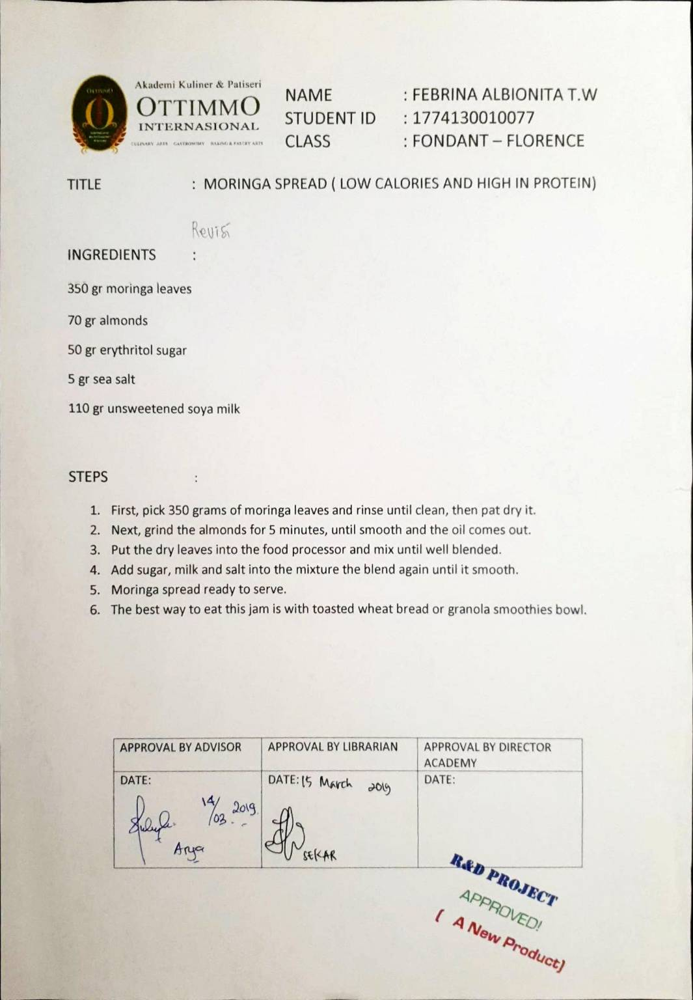 Akademi Kuliner & Patiseri
OTTIMMO
INTERNASIONAL
CULINARY ARTS GASTRONOMY BAKING & PASTRY ARTS
OTTIMMO
NAME : FEBRINA ALBIONITA T.W
STUDENT ID : 1774130010077
CLASS : FONDANT – FLORENCE
TITLE : MORINGA SPREAD ( LOW CALORIES AND HIGH IN PROTEIN)
Revisi
INGREDIENTS :
350 gr moringa leaves
70 gr almonds
50 gr erythritol sugar
5 gr sea salt
110 gr unsweetened soya milk
STEPS :
1. First, pick 350 grams of moringa leaves and rinse until clean, then pat dry it.
2. Next, grind the almonds for 5 minutes, until smooth and the oil comes out.
3. Put the dry leaves into the food processor and mix until well blended.
4. Add sugar, milk and salt into the mixture the blend again until it smooth.
5. Moringa spread ready to serve.
6. The best way to eat this jam is with toasted wheat bread or granola smoothies bowl.
APPROVAL BY ADVISOR
APPROVAL BY LIBRARIAN
APPROVAL BY DIRECTOR
ACADEMY
DATE:
14/03 2019
Arya
DATE: 15 March 2019
SEKAR
DATE:
R&D PROJECT
APPROVED!
( A New Product)